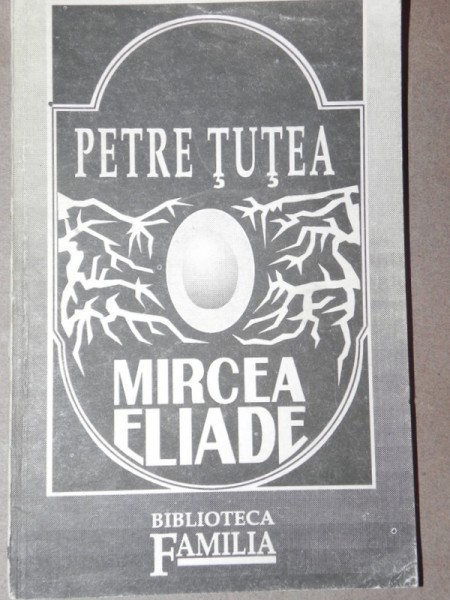 PETRE ŢUŢEA
MIRCEA
ELIADE
BIBLIOTECA
FAMILIA